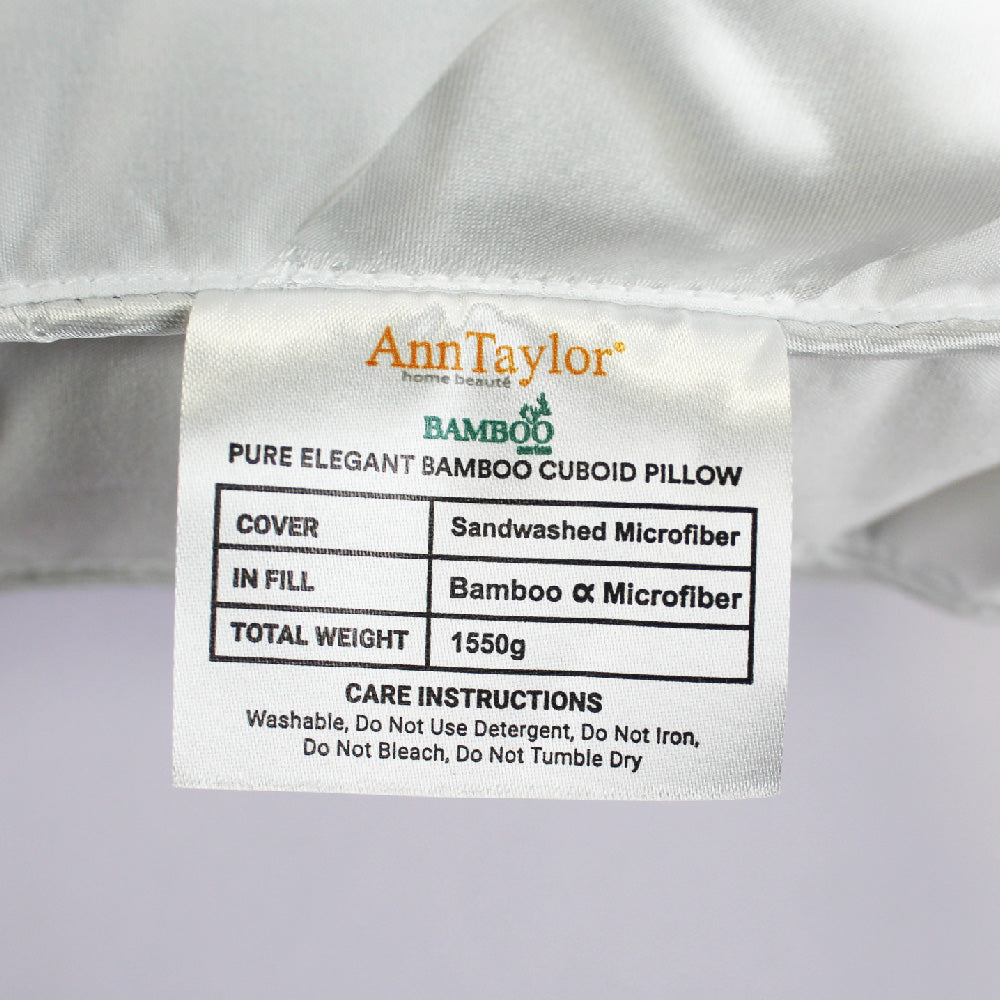 AnnTaylor®
home beauté
BAMBOO
series
PURE ELEGANT BAMBOO CUBOID PILLOW
COVER Sandwashed Microfiber
IN FILL Bamboo α Microfiber
TOTAL WEIGHT 1550g
CARE INSTRUCTIONS
Washable, Do Not Use Detergent, Do Not Iron,
Do Not Bleach, Do Not Tumble Dry